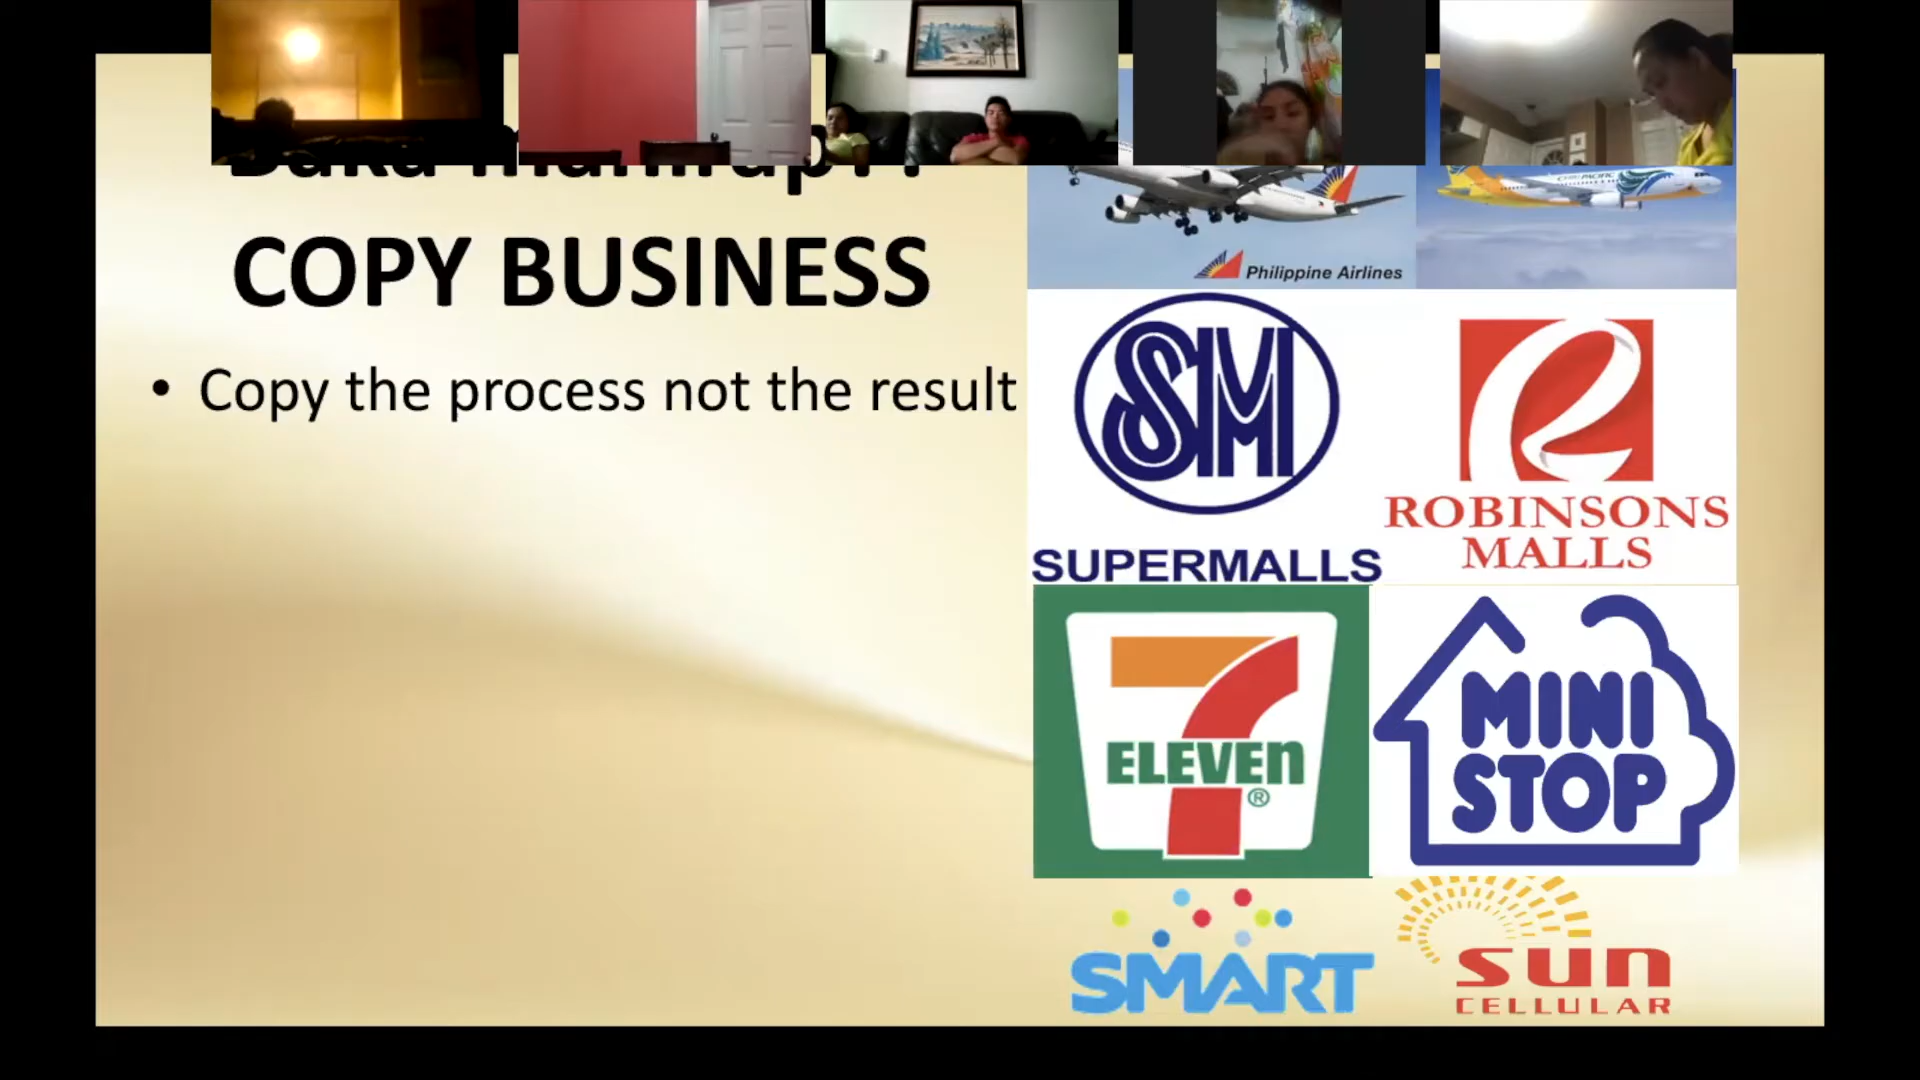 COPY BUSINESS
• Copy the process not the result
Philippine Airlines
SM
SUPERMALLS
ROBINSONS
MALLS
7
ELEVEn
®
MINI
STOP
SMART
sun
CELLULAR